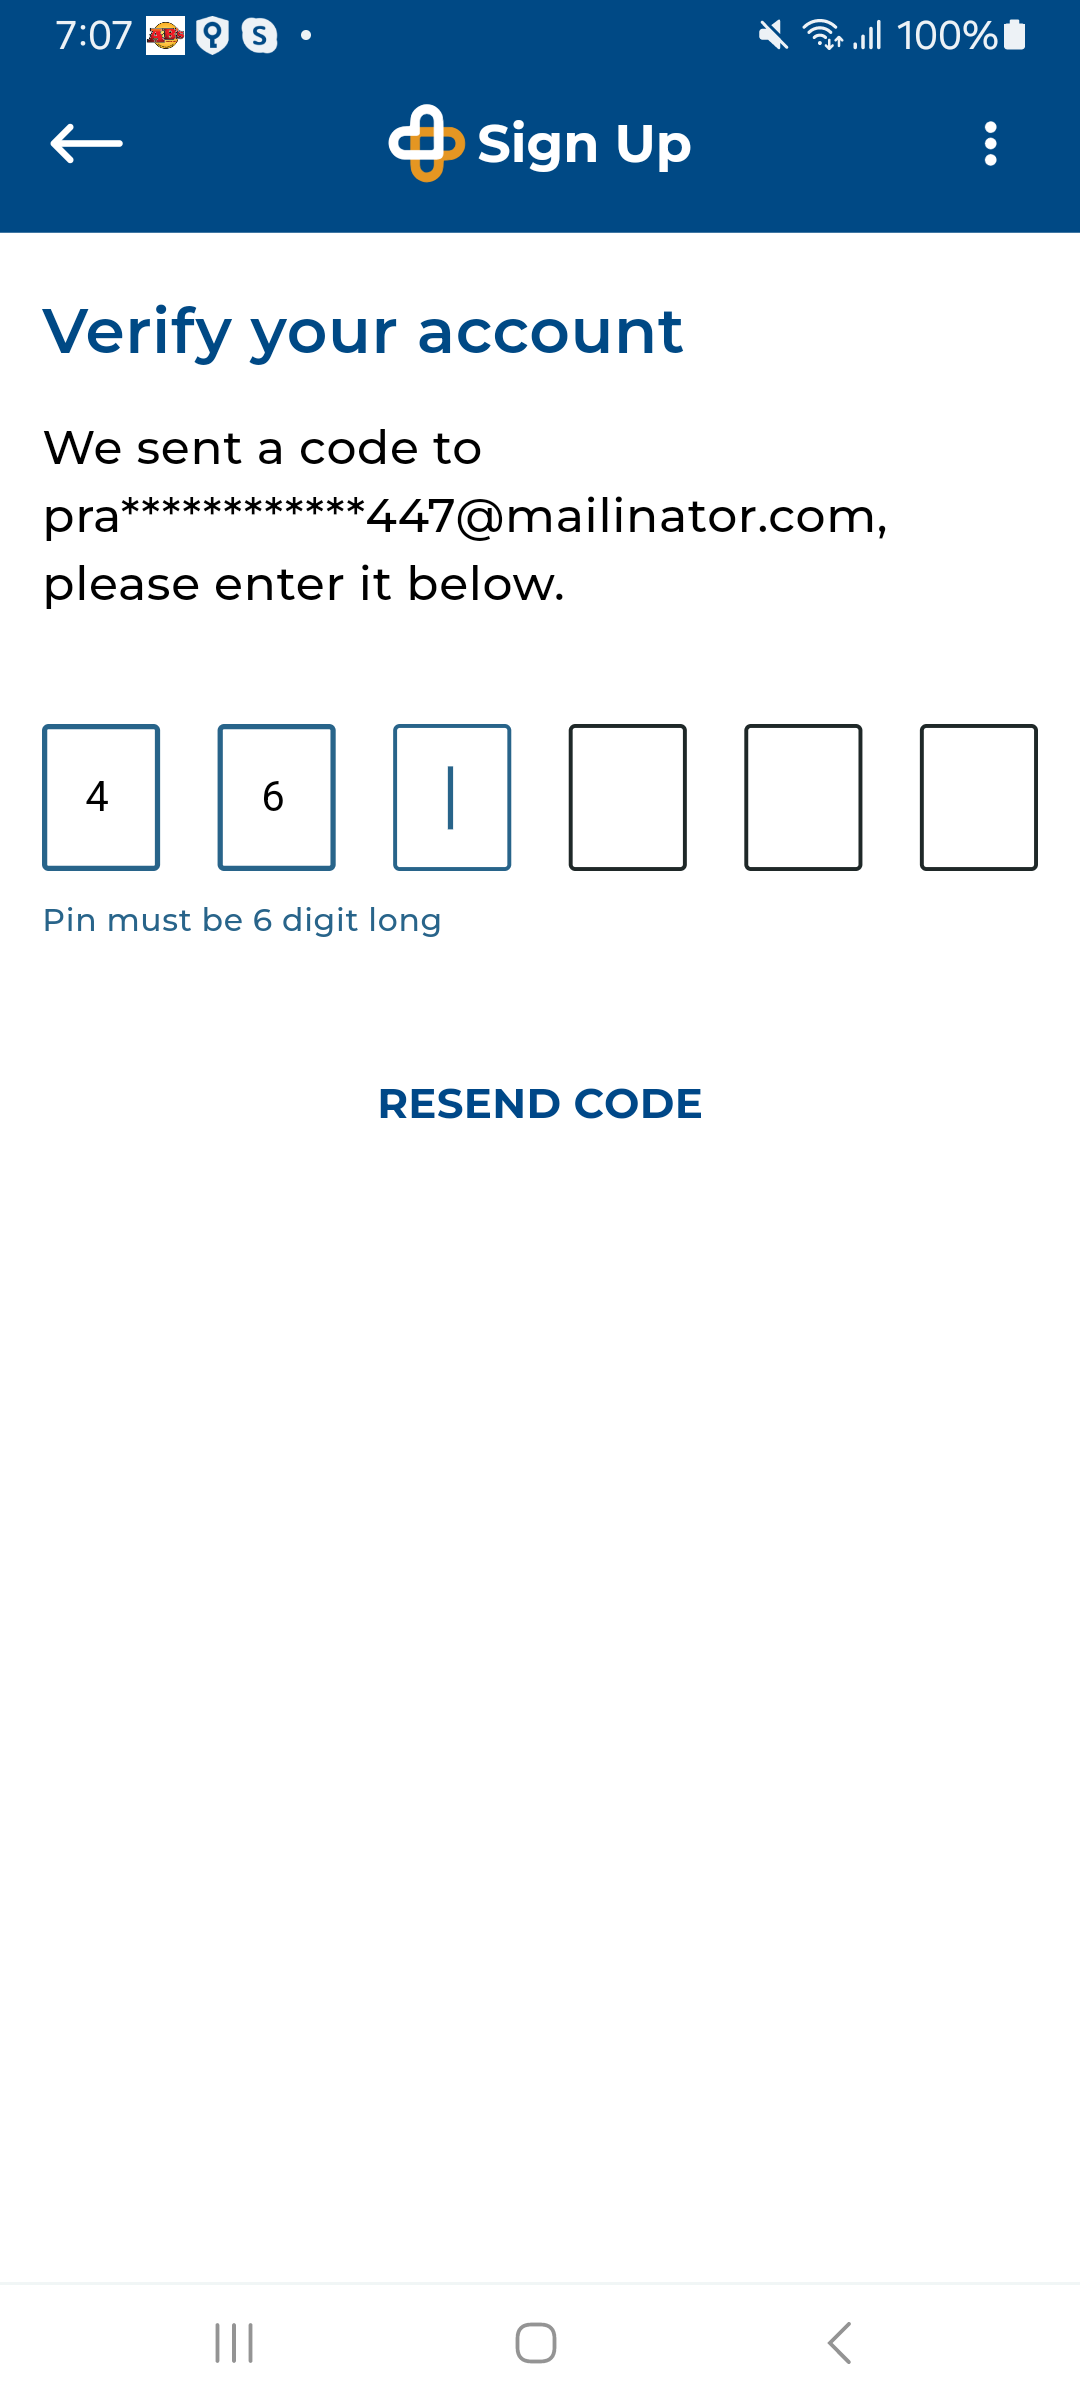 7:07 AB's S 100%
Sign Up
Verify your account
We sent a code to
pra************447@mailinator.com,
please enter it below.
4 6
Pin must be 6 digit long
RESEND CODE